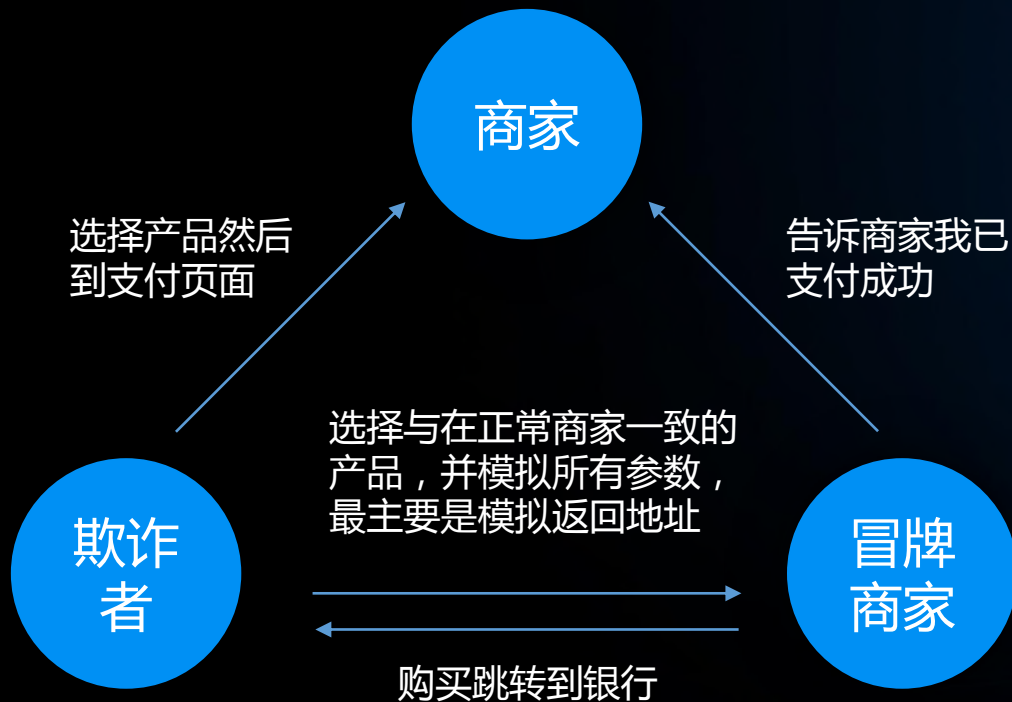 商家
选择产品然后
到支付页面
告诉商家我已
支付成功
选择与在正常商家一致的
产品，并模拟所有参数，
最主要是模拟返回地址
欺诈
者
冒牌
商家
购买跳转到银行